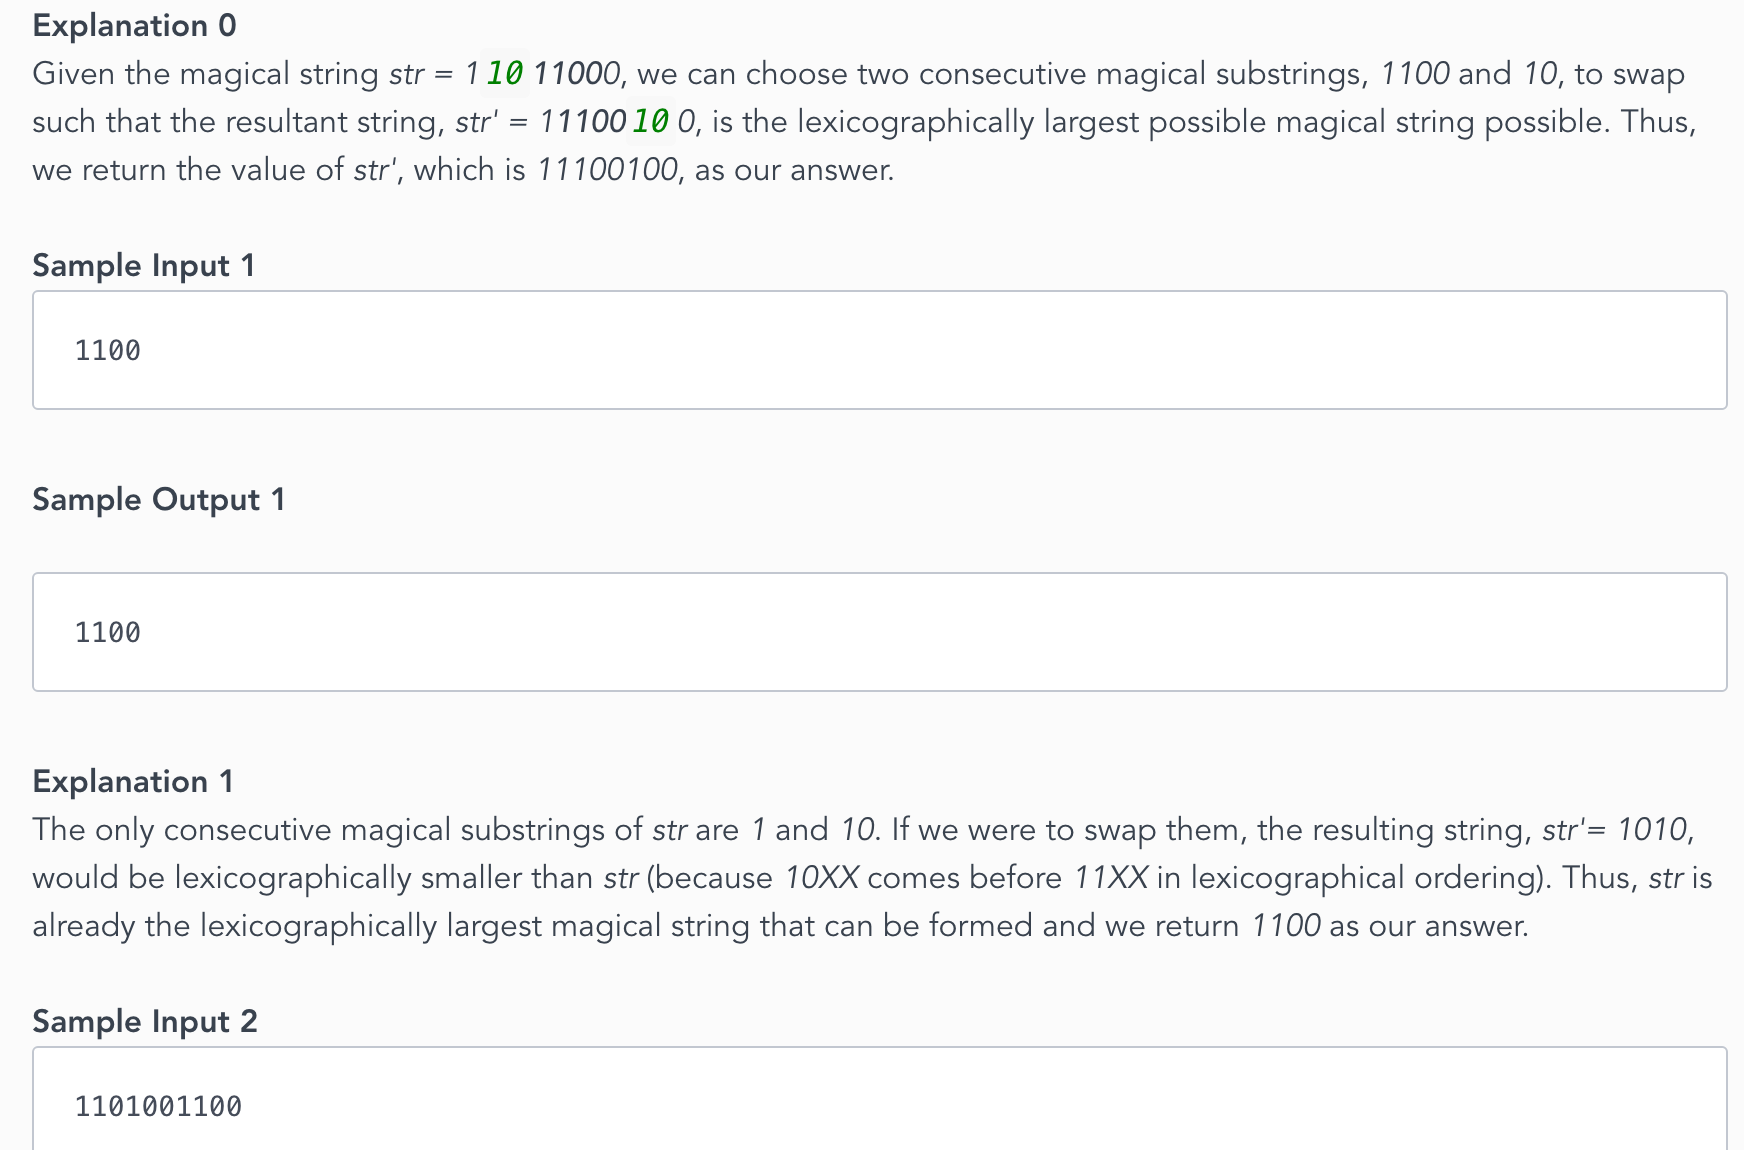 Explanation 0
Given the magical string str = 1 10 110000, we can choose two consecutive magical substrings, 1100 and 10, to swap
such that the resultant string, str' = 11100 10 0, is the lexicographically largest possible magical string possible. Thus,
we return the value of str', which is 11100100, as our answer.
Sample Input 1
1100
Sample Output 1
1100
Explanation 1
The only consecutive magical substrings of str are 1 and 10. If we were to swap them, the resulting string, str'= 1010,
would be lexicographically smaller than str (because 10XX comes before 11XX in lexicographical ordering). Thus, str is
already the lexicographically largest magical string that can be formed and we return 1100 as our answer.
Sample Input 2
1101001100